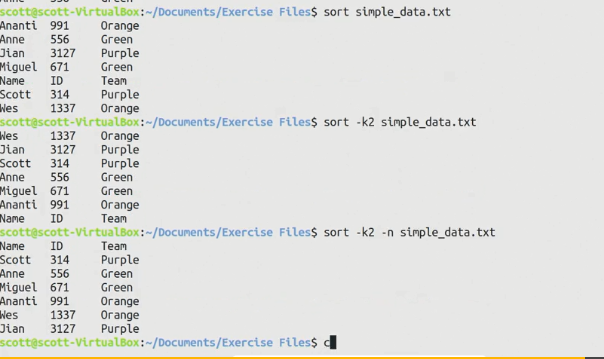 scott@scott-VirtualBox:~/Documents/Exercise Files$ sort simple_data.txt
Ananti 991 Orange
Anne 556 Green
Jian 3127 Purple
Miguel 671 Green
Name ID Team
Scott 314 Purple
Wes 1337 Orange
scott@scott-VirtualBox:~/Documents/Exercise Files$ sort -k2 simple_data.txt
Wes 1337 Orange
Jian 3127 Purple
Scott 314 Purple
Anne 556 Green
Miguel 671 Green
Ananti 991 Orange
Name ID Team
scott@scott-VirtualBox:~/Documents/Exercise Files$ sort -k2 -n simple_data.txt
Name ID Team
Scott 314 Purple
Anne 556 Green
Miguel 671 Green
Ananti 991 Orange
Wes 1337 Orange
Jian 3127 Purple
scott@scott-VirtualBox:~/Documents/Exercise Files$ c